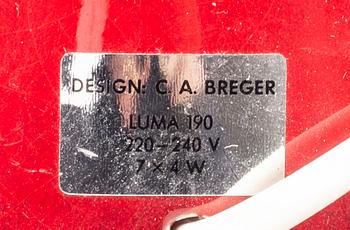 DESIGN: C. A. BREGER
LUMA 190
220-240 V
7 × 4 W